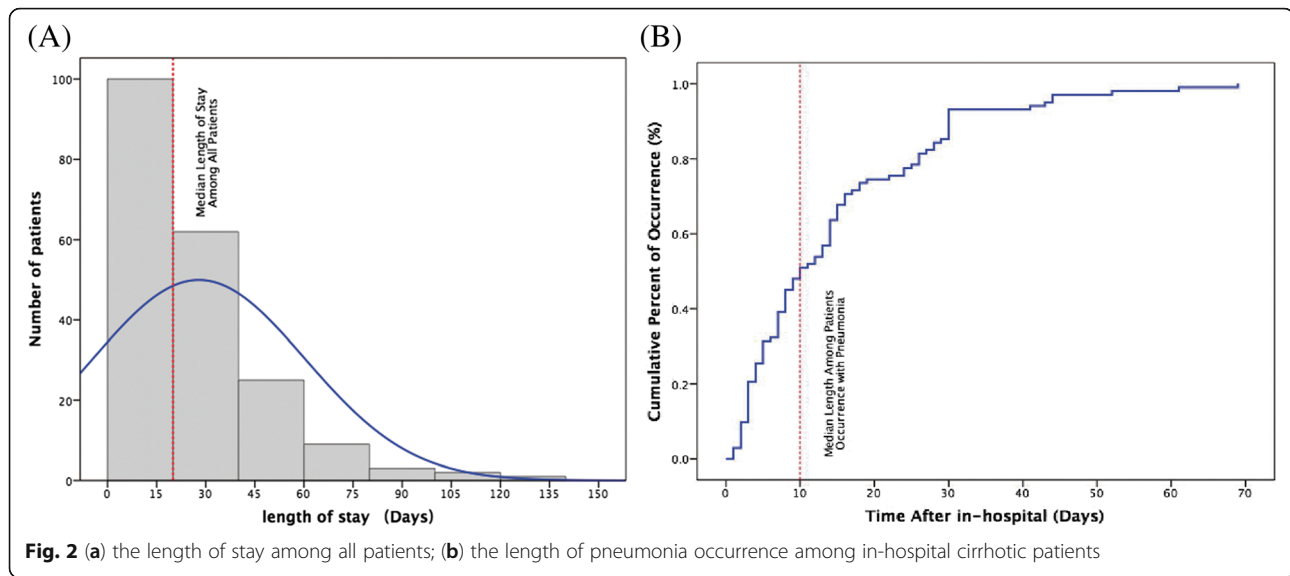 (A)
Number of patients
100
80
60
40
20
0
Median Length of Stay
Among All Patients
0 15 30 45 60 75 90 105 120 135 150
length of stay (Days)
(B)
Cumulative Percent of Occurrence (%)
1.0
0.8
0.6
0.4
0.2
0.0
Median Length Among Patients
Occurrence with Pneumonia
0 10 20 30 40 50 60 70
Time After in-hospital (Days)
Fig. 2 (a) the length of stay among all patients; (b) the length of pneumonia occurrence among in-hospital cirrhotic patients